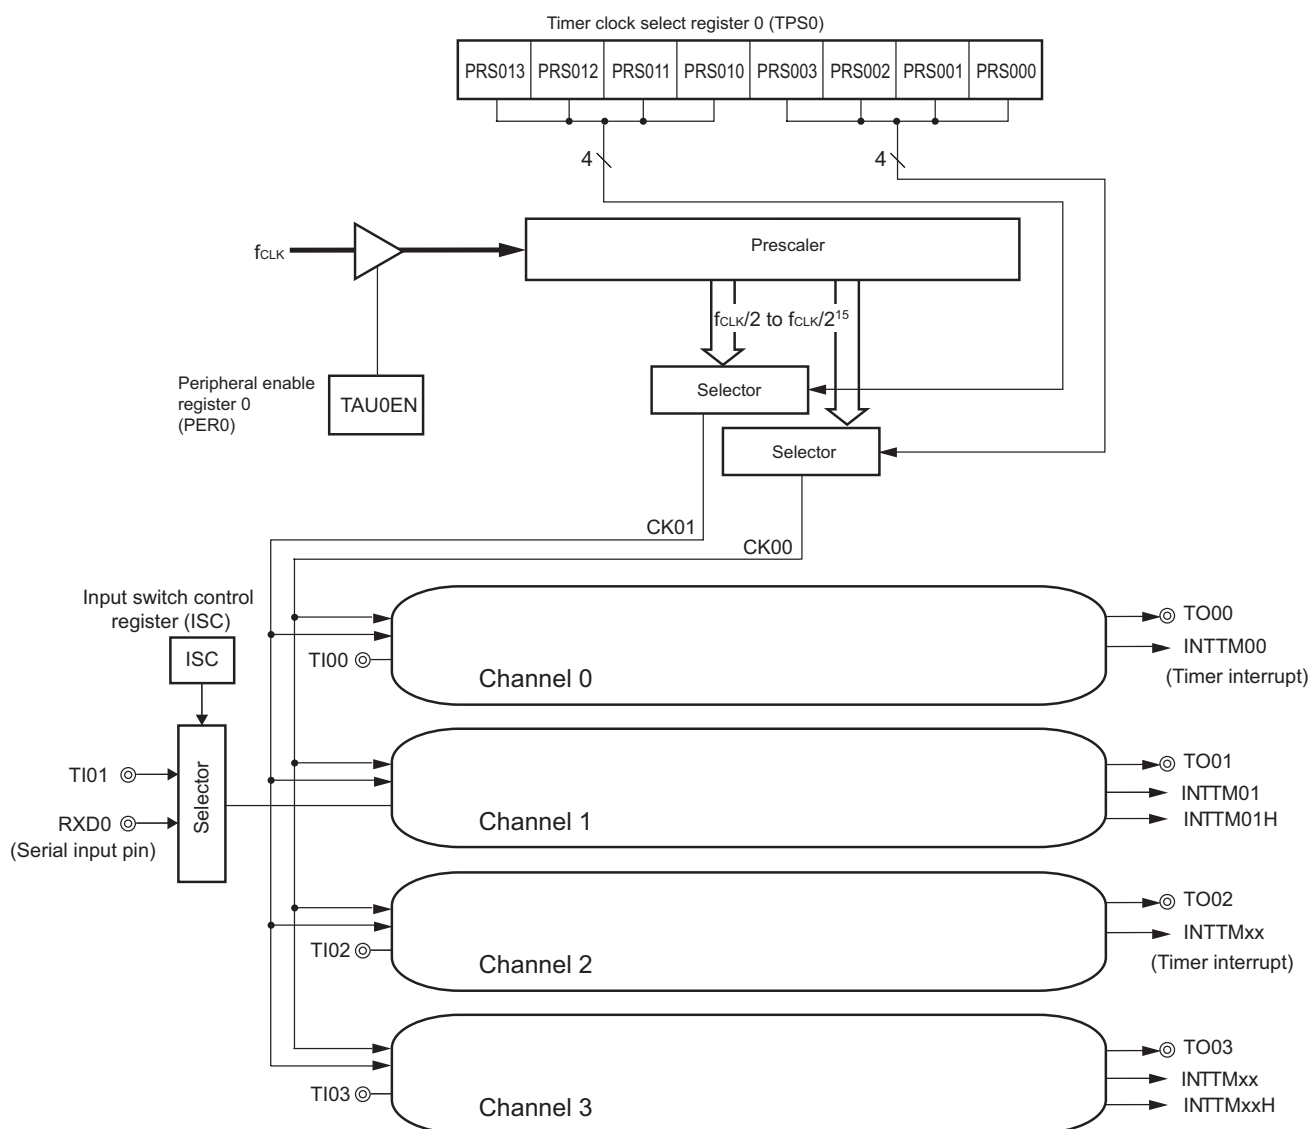 Timer clock select register 0 (TPS0)
PRS013 PRS012 PRS011 PRS010 PRS003 PRS002 PRS001 PRS000
4 4
fCLK
Prescaler
fCLK/2 to fCLK/2¹⁵
Peripheral enable
register 0
(PER0)
TAU0EN
Selector
Selector
CK01
CK00
Input switch control
register (ISC)
ISC
TI00
Channel 0
TO00
INTTM00
(Timer interrupt)
TI01
RXD0
(Serial input pin)
Selector
Channel 1
TO01
INTTM01
INTTM01H
TI02
Channel 2
TO02
INTTMxx
(Timer interrupt)
TI03
Channel 3
TO03
INTTMxx
INTTMxxH